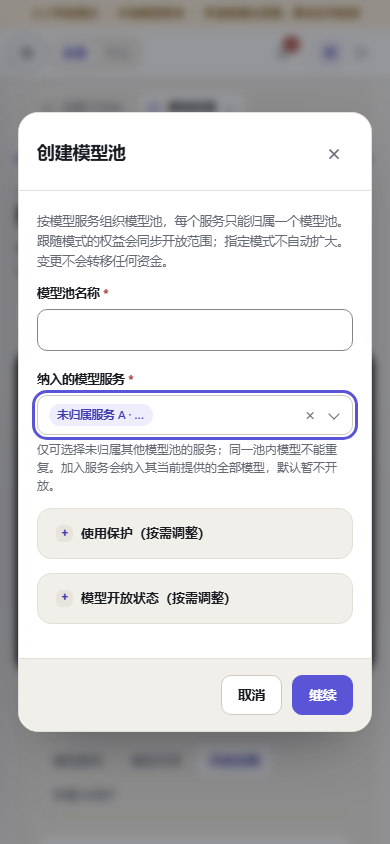 创建模型池
按模型服务组织模型池，每个服务只能归属一个模型池。
跟随模式的权益会同步开放范围；指定模式不自动扩大。
变更不会转移任何资金。
模型池名称 *
纳入的模型服务 *
未归属服务 A · ...
仅可选择未归属其他模型池的服务；同一池内模型不能重
复。加入服务会纳入其当前提供的全部模型，默认暂不开
放。
+ 使用保护（按需调整）
+ 模型开放状态（按需调整）
取消
继续